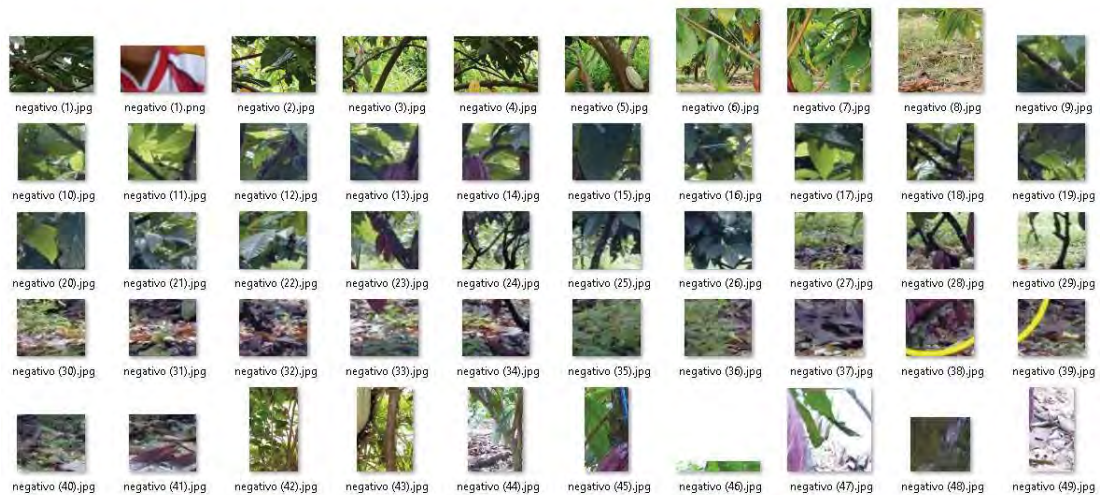 negativo (1).jpg negativo (1).png negativo (2).jpg negativo (3).jpg negativo (4).jpg negativo (5).jpg negativo (6).jpg negativo (7).jpg negativo (8).jpg negativo (9).jpg
negativo (10).jpg negativo (11).jpg negativo (12).jpg negativo (13).jpg negativo (14).jpg negativo (15).jpg negativo (16).jpg negativo (17).jpg negativo (18).jpg negativo (19).jpg
negativo (20).jpg negativo (21).jpg negativo (22).jpg negativo (23).jpg negativo (24).jpg negativo (25).jpg negativo (26).jpg negativo (27).jpg negativo (28).jpg negativo (29).jpg
negativo (30).jpg negativo (31).jpg negativo (32).jpg negativo (33).jpg negativo (34).jpg negativo (35).jpg negativo (36).jpg negativo (37).jpg negativo (38).jpg negativo (39).jpg
negativo (40).jpg negativo (41).jpg negativo (42).jpg negativo (43).jpg negativo (44).jpg negativo (45).jpg negativo (46).jpg negativo (47).jpg negativo (48).jpg negativo (49).jpg